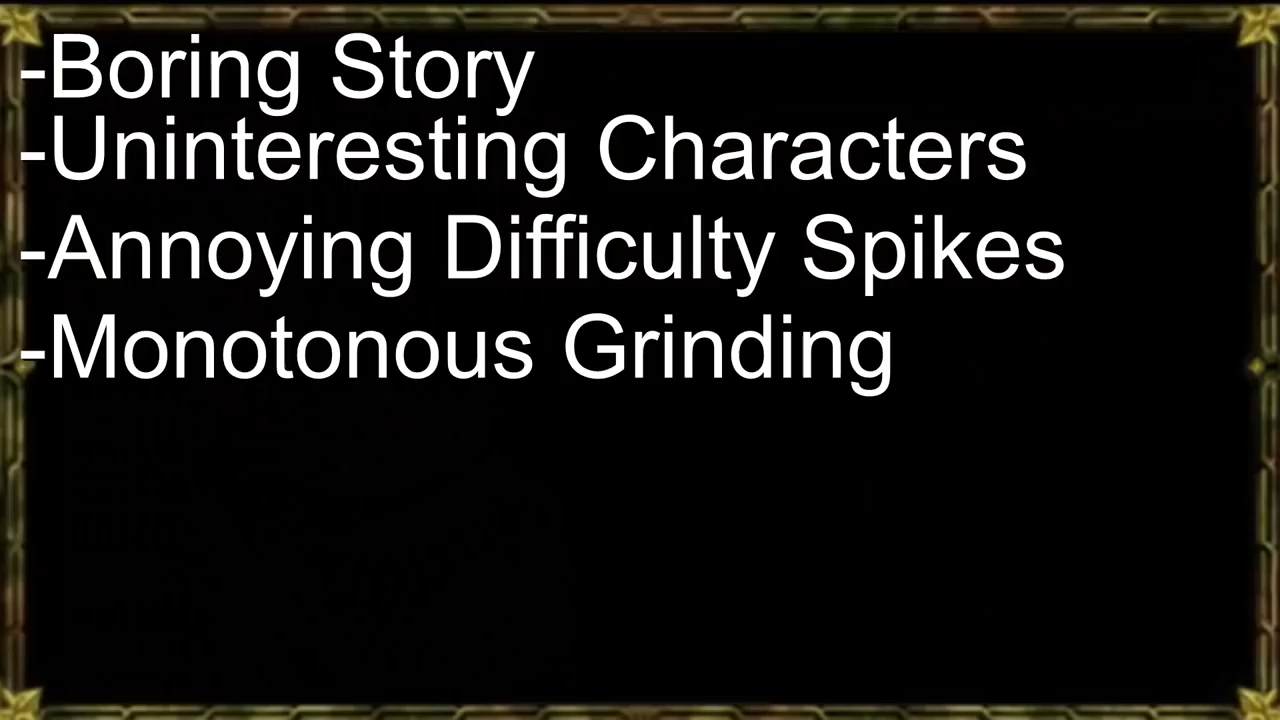 -Boring Story
-Uninteresting Characters
-Annoying Difficulty Spikes
-Monotonous Grinding